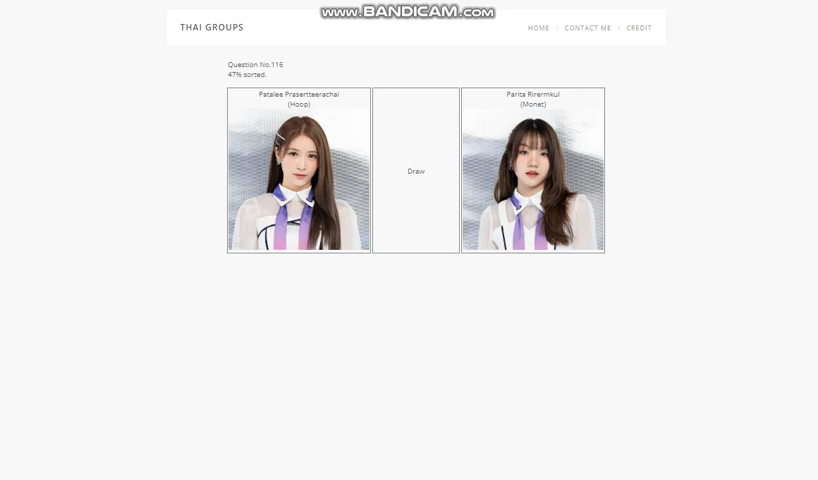 www.BANDICAM.com
THAI GROUPS
HOME / CONTACT ME / CREDIT
Question No.116
47% sorted.
Patalee Prasertteerachai
(Hoop)
Draw
Parita Rirermkul
(Monet)